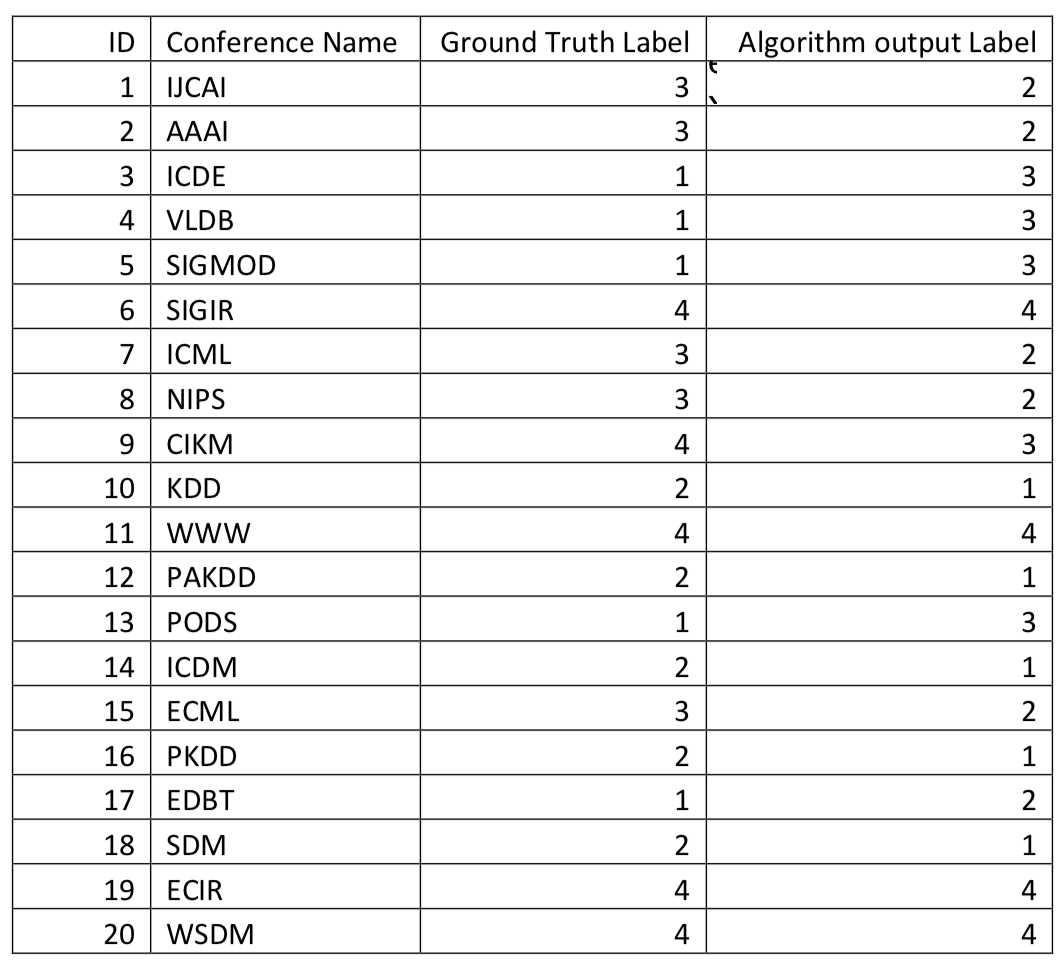 ID Conference Name Ground Truth Label Algorithm output Label
1 IJCAI 3 2
2 AAAI 3 2
3 ICDE 1 3
4 VLDB 1 3
5 SIGMOD 1 3
6 SIGIR 4 4
7 ICML 3 2
8 NIPS 3 2
9 CIKM 4 3
10 KDD 2 1
11 WWW 4 4
12 PAKDD 2 1
13 PODS 1 3
14 ICDM 2 1
15 ECML 3 2
16 PKDD 2 1
17 EDBT 1 2
18 SDM 2 1
19 ECIR 4 4
20 WSDM 4 4